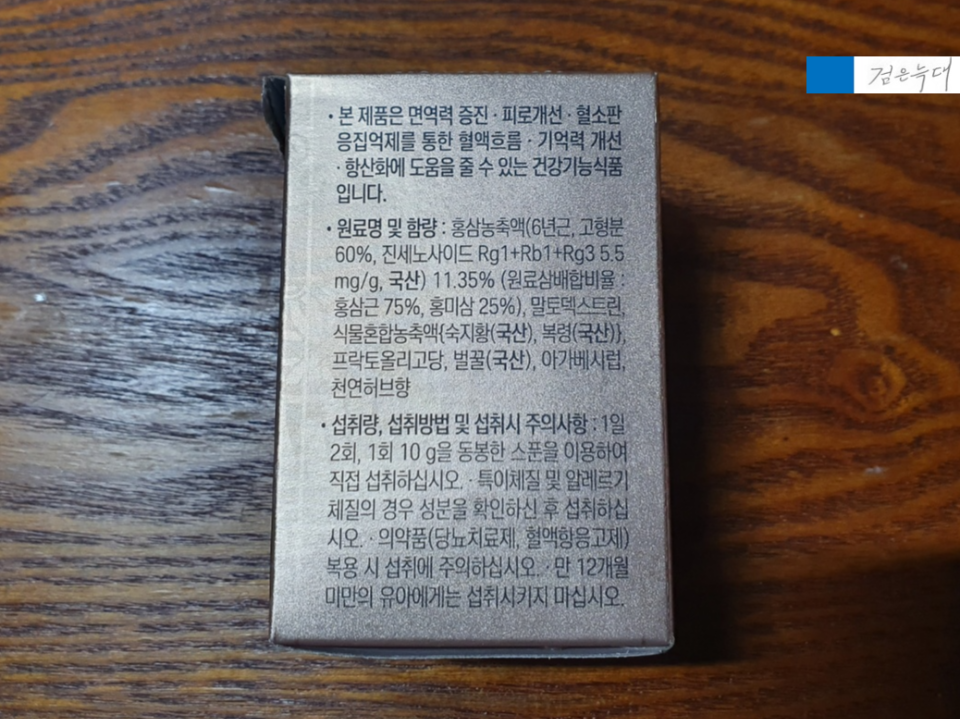 검은늑대
• 본 제품은 면역력 증진 · 피로개선 · 혈소판
응집억제를 통한 혈액흐름 · 기억력 개선
· 항산화에 도움을 줄 수 있는 건강기능식품
입니다.
• 원료명 및 함량 : 홍삼농축액(6년근, 고형분
60%, 진세노사이드 Rg1+Rb1+Rg3 5.5
mg/g, 국산) 11.35% (원료삼배합비율 :
홍삼근 75%, 홍미삼 25%), 말토덱스트린,
식물혼합농축액{숙지황(국산), 복령(국산)},
프락토올리고당, 벌꿀(국산), 아가베시럽,
천연허브향
• 섭취량, 섭취방법 및 섭취시 주의사항 : 1일
2회, 1회 10 g을 동봉한 스푼을 이용하여
직접 섭취하십시오. · 특이체질 및 알레르기
체질의 경우 성분을 확인하신 후 섭취하십
시오. · 의약품(당뇨치료제, 혈액항응고제)
복용 시 섭취에 주의하십시오. · 만 12개월
미만의 유아에게는 섭취시키지 마십시오.